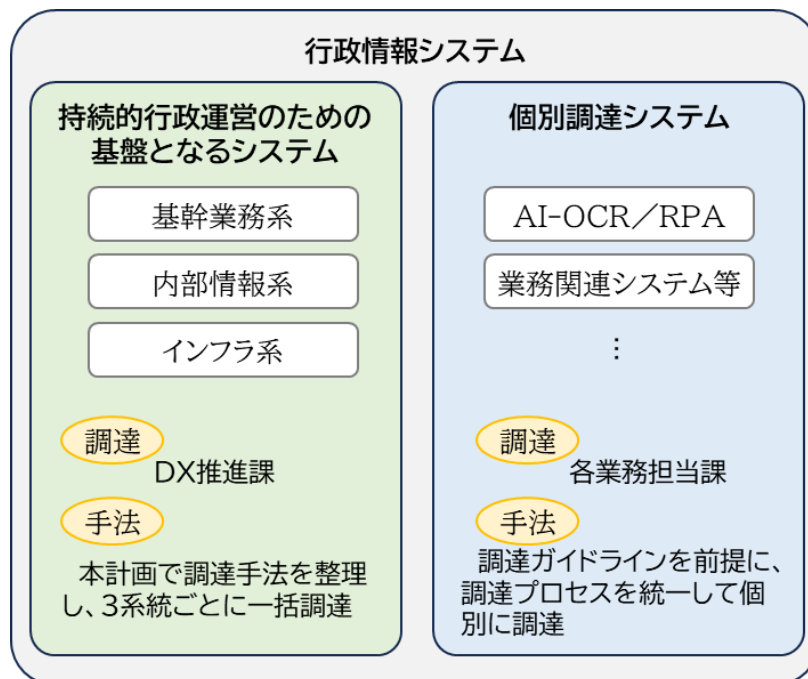 行政情報システム
持続的行政運営のための
基盤となるシステム
基幹業務系
内部情報系
インフラ系
調達
DX推進課
手法
本計画で調達手法を整理
し、3系統ごとに一括調達
個別調達システム
AI-OCR／RPA
業務関連システム等
⋮
調達
各業務担当課
手法
調達ガイドラインを前提に、
調達プロセスを統一して個
別に調達